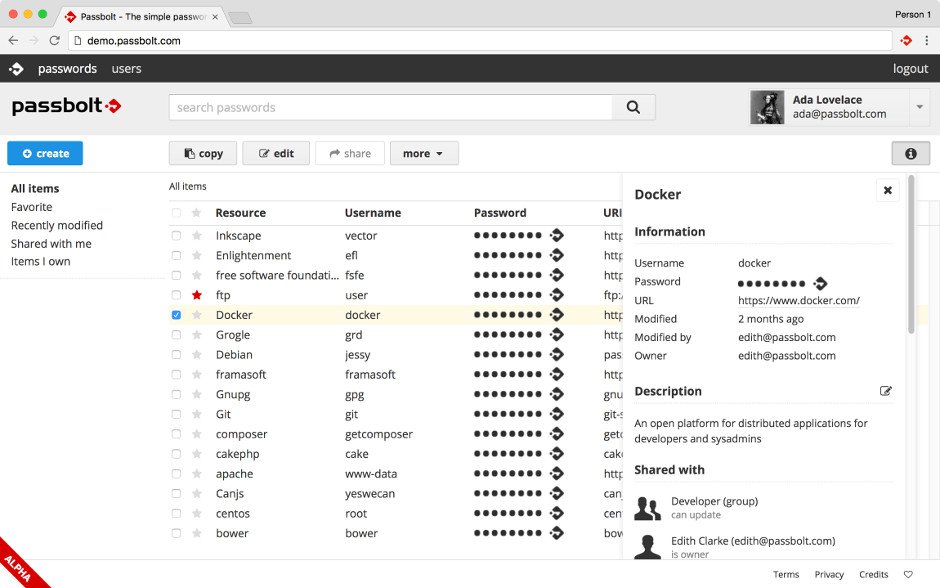 Passbolt - The simple passwor
Person 1
demo.passbolt.com
passwords users logout
passbolt
search passwords
Ada Lovelace
ada@passbolt.com
create copy edit share more
All items
Favorite
Recently modified
Shared with me
Items I own
All items
Resource Username Password URI
Inkscape vector http
Enlightenment efl http
free software foundati... fsfe http
ftp user ftp:/
Docker docker http
Grogle grd http
Debian jessy pas
framasoft framasoft http
Gnupg gpg gnu
Git git git-s
composer getcomposer http
cakephp cake cake
apache www-data http
Canjs yeswecan can
centos root cen
bower bower bow
Docker
Information
Username docker
Password
URL https://www.docker.com/
Modified 2 months ago
Modified by edith@passbolt.com
Owner edith@passbolt.com
Description
An open platform for distributed applications for
developers and sysadmins
Shared with
Developer (group)
can update
Edith Clarke (edith@passbolt.com)
is owner
ALPHA
Terms Privacy Credits